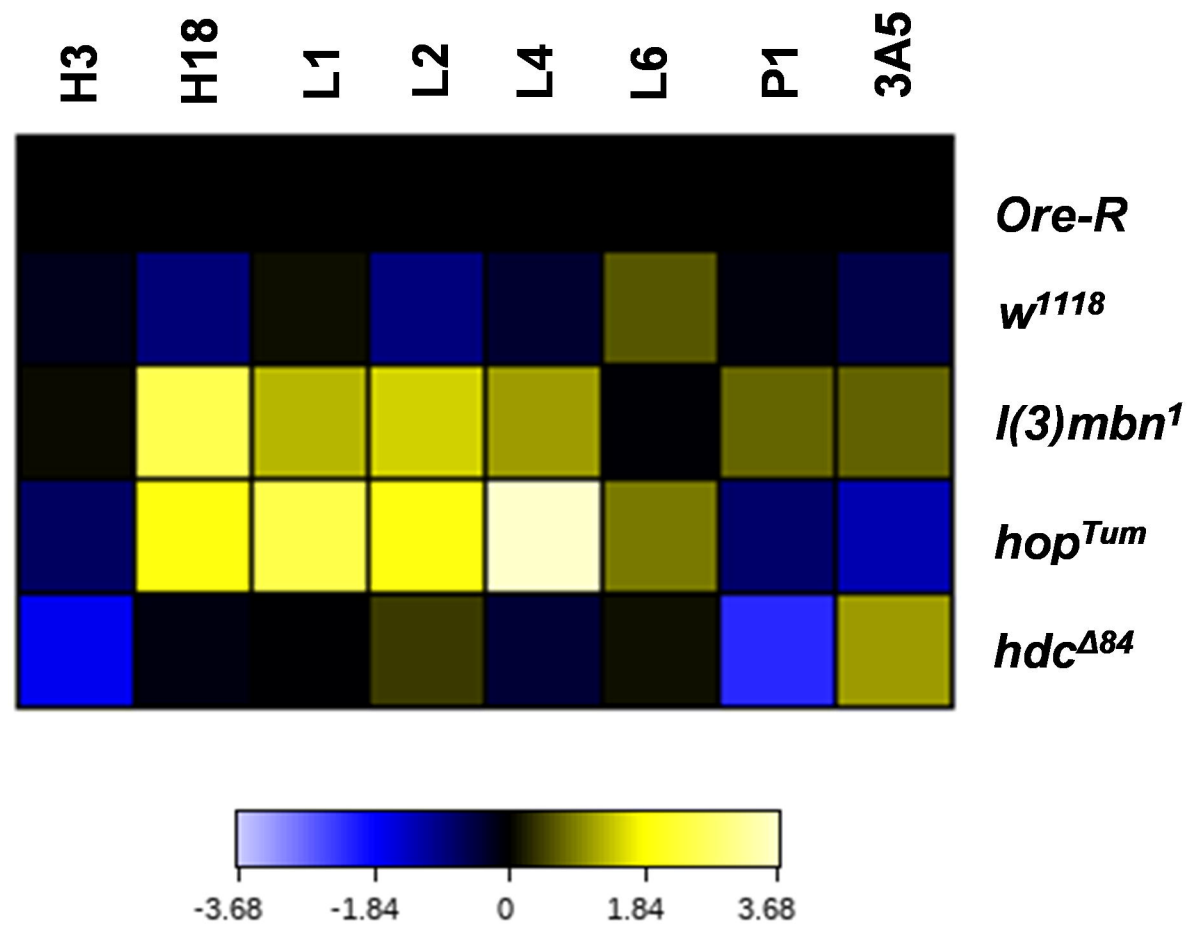 H3 H18 L1 L2 L4 L6 P1 3A5
Ore-R
w¹¹¹⁸
l(3)mbn¹
hopᵀᵘᵐ
hdcᐞ⁸⁴
-3.68 -1.84 0 1.84 3.68